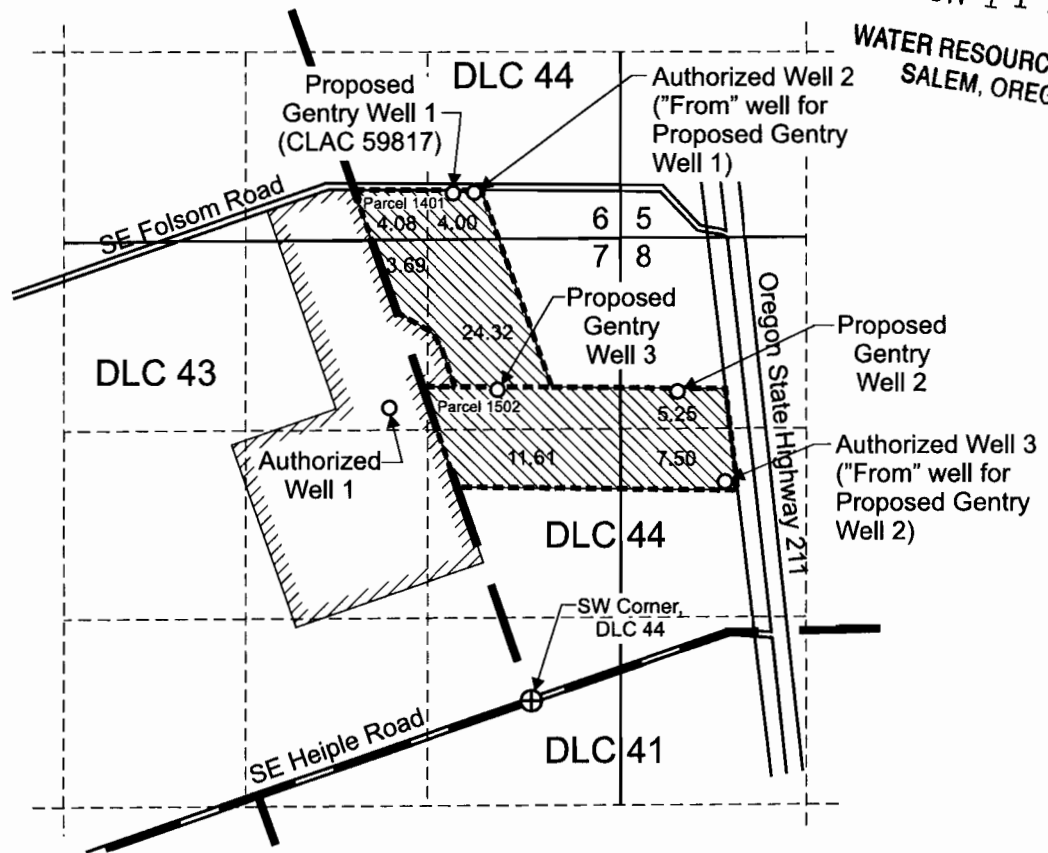 WATER RESOURC
SALEM, OREG
DLC 44
Proposed
Gentry Well 1
(CLAC 59817)
Authorized Well 2
("From" well for
Proposed Gentry
Well 1)
SE Folsom Road
Parcel 1401
4.08 4.00
6 5
7 8
3.69
24.32
Proposed
Gentry
Well 3
Oregon State Highway 211
Proposed
Gentry
Well 2
DLC 43
Parcel 1502
5.25
11.61
7.50
Authorized
Well 1
Authorized Well 3
("From" well for
Proposed Gentry
Well 2)
DLC 44
SW Corner,
DLC 44
SE Heiple Road
DLC 41